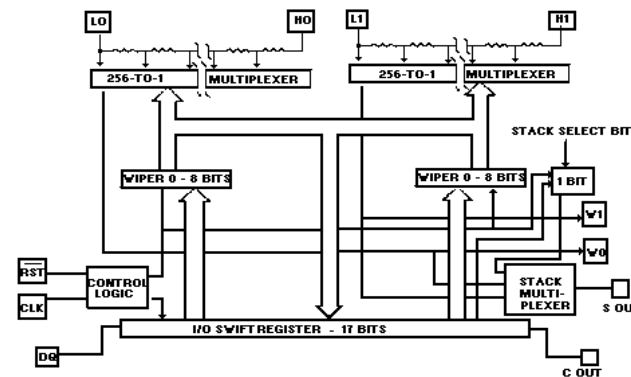 L0
H0
L1
H1
256-TO-1 MULTIPLEXER
256-TO-1 MULTIPLEXER
STACK SELECT BIT
WIPER 0 - 8 BITS
WIPER 0 - 8 BITS
1 BIT
W1
W0
RST
CONTROL
LOGIC
CLK
STACK
MULTI-
PLEXER
S OU
I/O SWIFT REGISTER - 17 BITS
DQ
C OUT